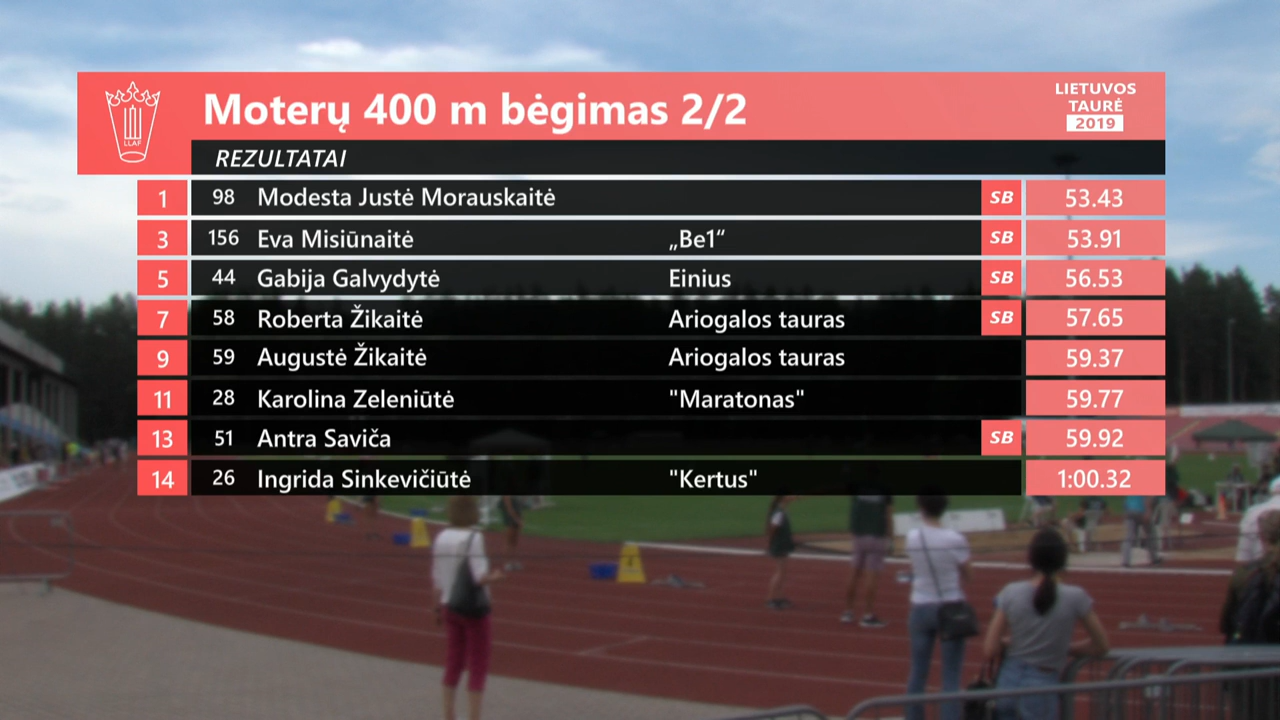 Moterų 400 m bėgimas 2/2
LIETUVOS
TAURĖ
2019
LLAF
REZULTATAI
1 98 Modesta Justė Morauskaitė SB 53.43
3 156 Eva Misiūnaitė „Be1“ SB 53.91
5 44 Gabija Galvydytė Einius SB 56.53
7 58 Roberta Žikaitė Ariogalos tauras SB 57.65
9 59 Augustė Žikaitė Ariogalos tauras 59.37
11 28 Karolina Zeleniūtė "Maratonas" 59.77
13 51 Antra Saviča SB 59.92
14 26 Ingrida Sinkevičiūtė "Kertus" 1:00.32